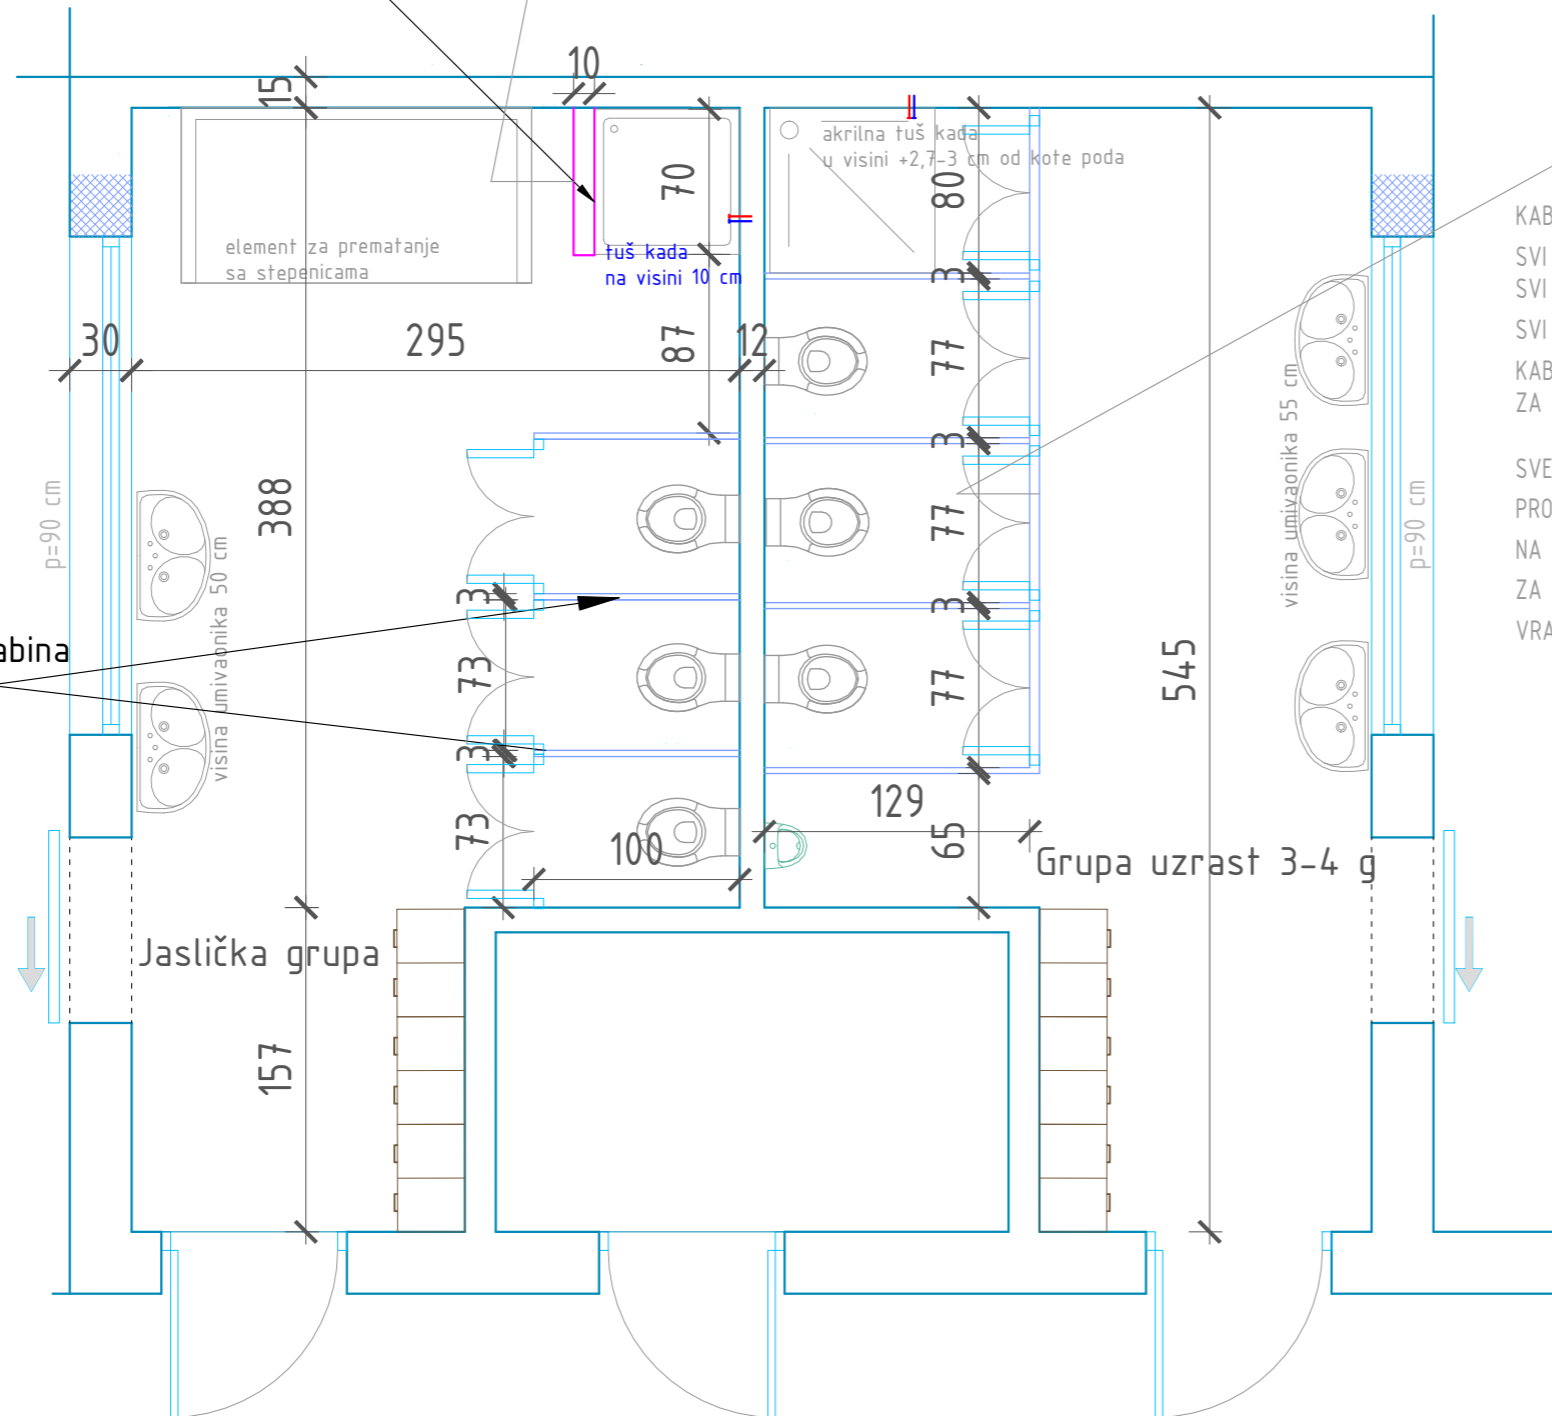 10
15
akrilna tuš kada
u visini +2,7-3 cm od kote poda
70
80
KAB
element za prematanje
sa stepenicama
tuš kada
na visini 10 cm
SVI
SVI
3
30
295
87
12
77
SVI
KAB
ZA
visina umivaonika 55 cm
3
p=90 cm
388
77
p=90 cm
SVE
PRO
NA
ZA
VRA
visina umivaonika 50 cm
3
3
abina
73
77
545
3
73
129
65
100
Grupa uzrast 3-4 g
Jaslička grupa
157